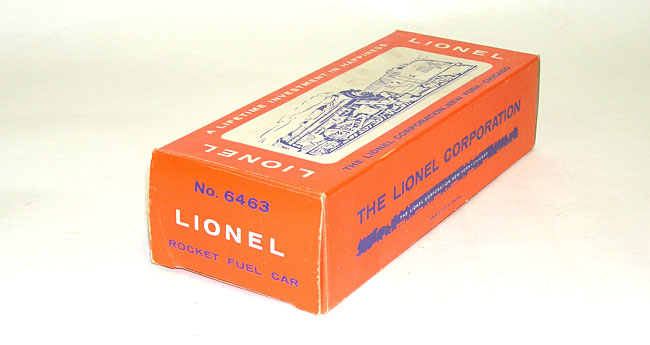 A LIFETIME INVESTMENT IN HAPPINESS
LIONEL
LIONEL
THE LIONEL CORPORATION, NEW YORK - CHICAGO
No. 6463
LIONEL
ROCKET FUEL CAR
THE LIONEL CORPORATION
THE LIONEL CORPORATION, NEW YORK - CHICAGO